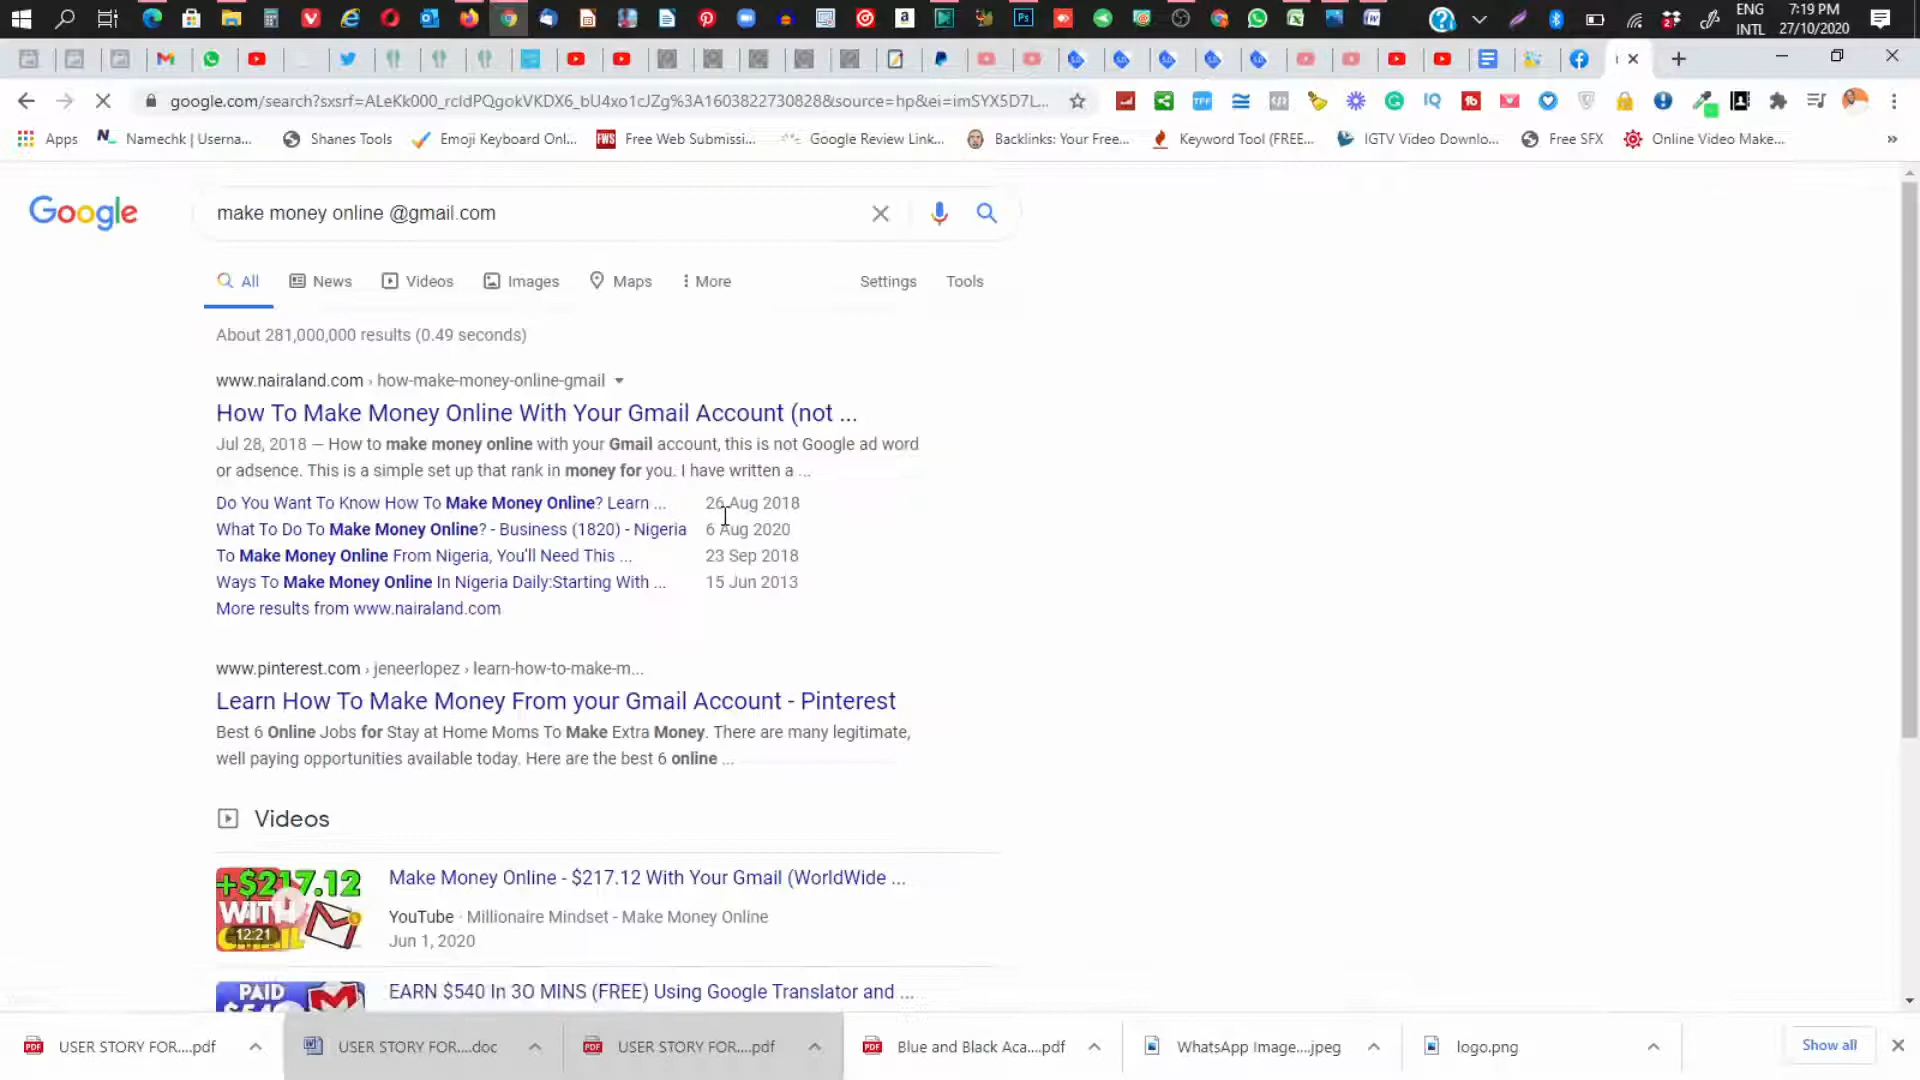 ENG
INTL
7:19 PM
27/10/2020
google.com/search?sxsrf=ALeKk000_rcIdPQgokVKDX6_bU4xo1cJZg%3A1603822730828&source=hp&ei=imSYX5D7L...
Apps
Namechk | Userna...
Shanes Tools
Emoji Keyboard Onl...
Free Web Submissi...
Google Review Link...
Backlinks: Your Free...
Keyword Tool (FREE...
IGTV Video Downlo...
Free SFX
Online Video Make...
Google
make money online @gmail.com
All
News
Videos
Images
Maps
More
Settings
Tools
About 281,000,000 results (0.49 seconds)
www.nairaland.com › how-make-money-online-gmail
How To Make Money Online With Your Gmail Account (not ...
Jul 28, 2018 — How to make money online with your Gmail account, this is not Google ad word
or adsence. This is a simple set up that rank in money for you. I have written a ...
Do You Want To Know How To Make Money Online? Learn ... 26 Aug 2018
What To Do To Make Money Online? - Business (1820) - Nigeria 6 Aug 2020
To Make Money Online From Nigeria, You'll Need This ... 23 Sep 2018
Ways To Make Money Online In Nigeria Daily:Starting With ... 15 Jun 2013
More results from www.nairaland.com
www.pinterest.com › jeneerlopez › learn-how-to-make-m...
Learn How To Make Money From your Gmail Account - Pinterest
Best 6 Online Jobs for Stay at Home Moms To Make Extra Money. There are many legitimate,
well paying opportunities available today. Here are the best 6 online ...
Videos
+$217.12
WITH
12:21
Make Money Online - $217.12 With Your Gmail (WorldWide ...
YouTube · Millionaire Mindset - Make Money Online
Jun 1, 2020
PAID
EARN $540 In 3O MINS (FREE) Using Google Translator and ...
USER STORY FOR....pdf
USER STORY FOR....doc
USER STORY FOR....pdf
Blue and Black Aca....pdf
WhatsApp Image....jpeg
logo.png
Show all